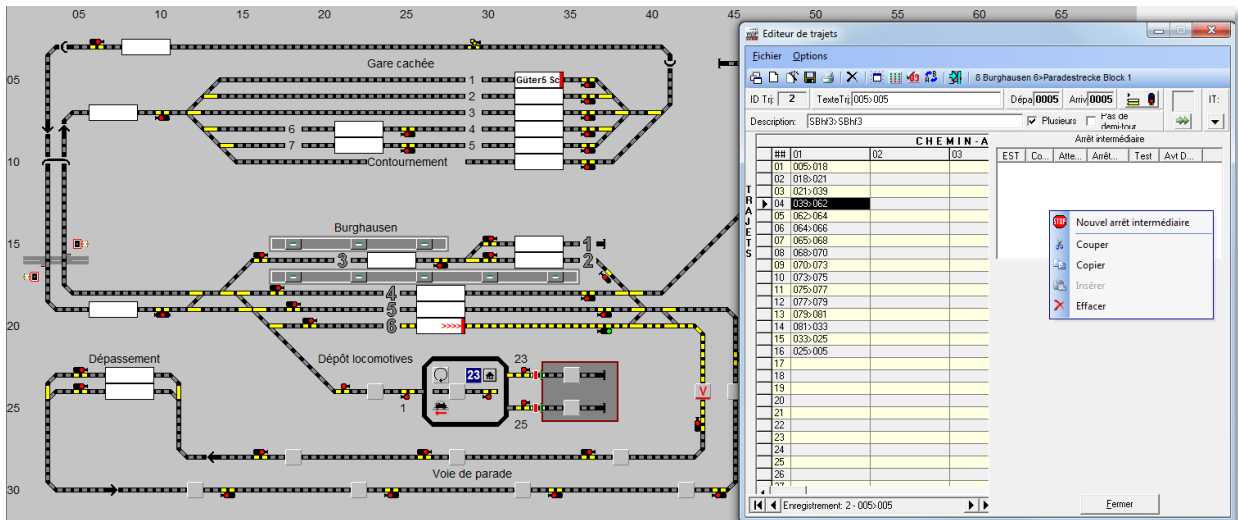 05 10 15 20 25 30 35 40 45 50 55 60 65
Editeur de trajets
Fichier Options
Gare cachée
8 Burghausen 6>Paradestrecke Block 1
05
1 Güter5 Sc
2
ID Trj: 2 TexteTrj: 005>005 Dépa 0005 Arriv 0005 IT:
3
Description: SBhf3>SBhf3 Plusieurs Pas de demi-tour
6 4
7 5
CHEMIN-A Arrêt intermédiaire
10
Contournement
## 01 02 03 EST Co... Atte... Arrêt... Test Avt D...
TRAJETS
01 005>018
02 018>021
03 021>039
04 039>062
05 062>064
06 064>066
07 065>068
08 068>070
09 070>073
10 073>075
11 075>077
12 077>079
13 079>081
14 081>033
15 033>025
16 025>005
17
18
19
20
21
22
23
24
25
26
27
STOP Nouvel arrêt intermédiaire
Couper
Copier
Insérer
Effacer
Burghausen
15
1
3 2
4
5
20
6 >>>>>
Dépassement
Dépôt locomotives
23
23
V
25
1
25
Voie de parade
30
Enregistrement: 2 - 005>005
Fermer